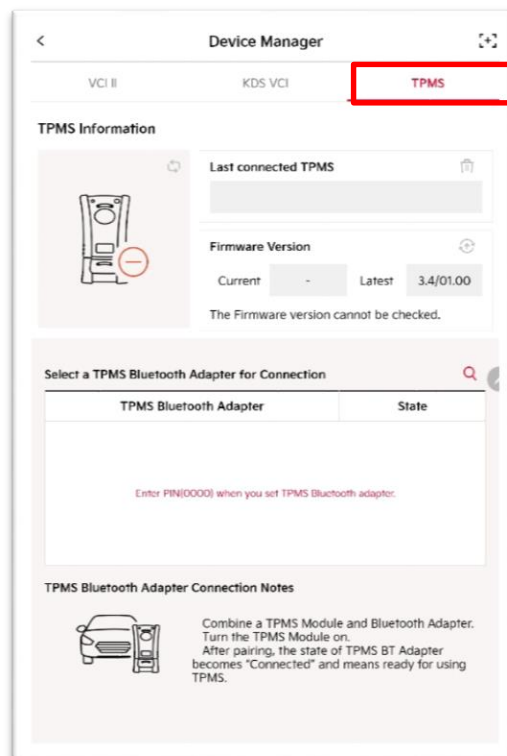 Device Manager
VCI II
KDS VCI
TPMS
TPMS Information
Last connected TPMS
Firmware Version
Current - Latest 3.4/01.00
The Firmware version cannot be checked.
Select a TPMS Bluetooth Adapter for Connection
TPMS Bluetooth Adapter State
Enter PIN(0000) when you set TPMS Bluetooth adapter.
TPMS Bluetooth Adapter Connection Notes
Combine a TPMS Module and Bluetooth Adapter.
Turn the TPMS Module on.
After pairing, the state of TPMS BT Adapter
becomes "Connected" and means ready for using
TPMS.